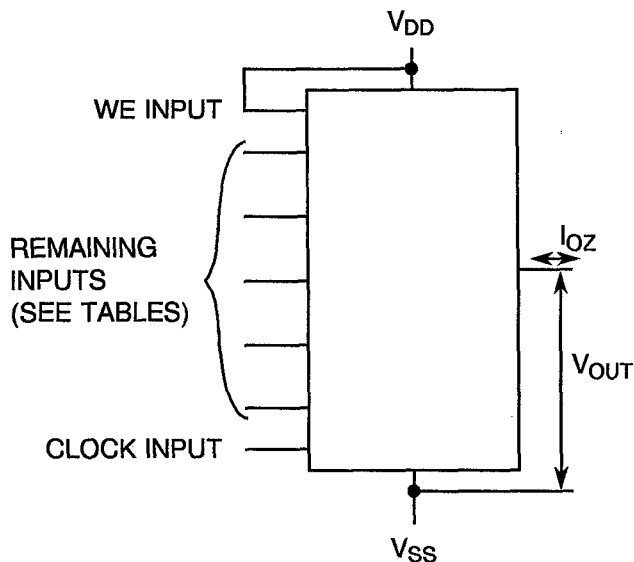 VDD
WE INPUT
REMAINING
INPUTS
(SEE TABLES)
IOZ
VOUT
CLOCK INPUT
VSS